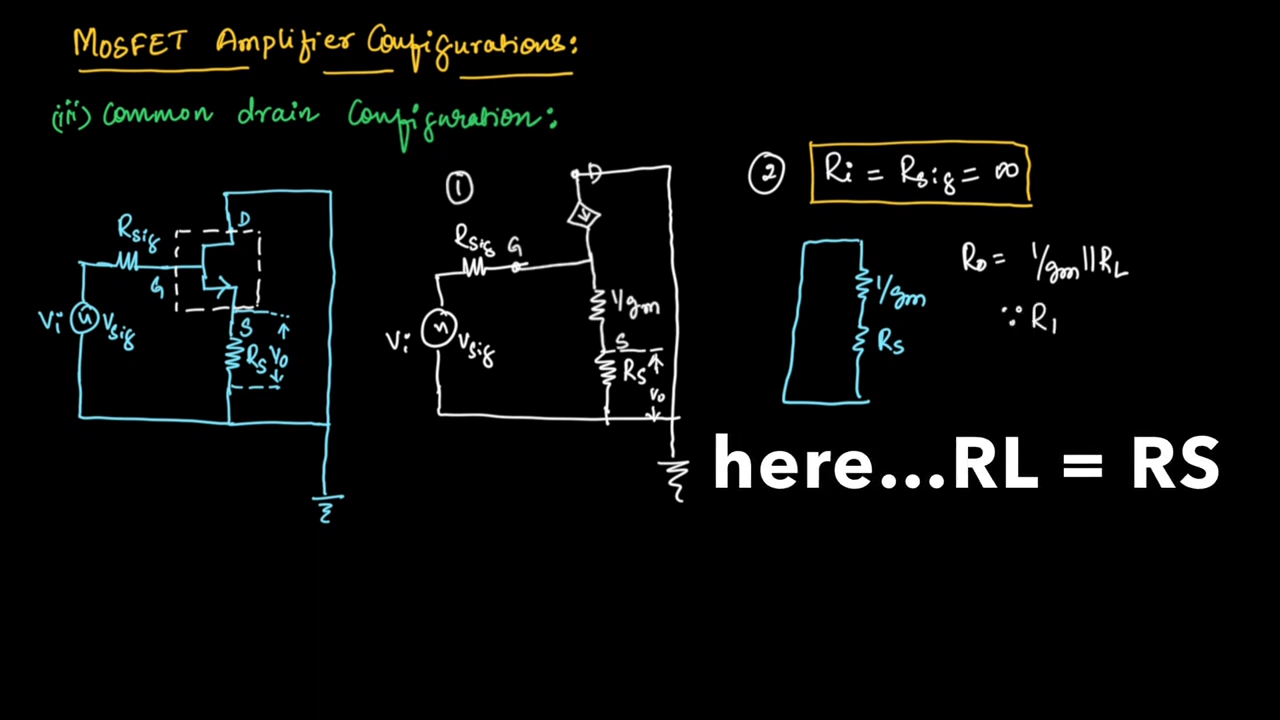 MOSFET Amplifier Configurations:
(iii) Common drain Configuration:
Rsig
D
G
Vi
Vsig
S
Rs
Vo
①
D
Rsig
G
1/gm
Vi
Vsig
S
Rs
Vo
② Ri = Rsig = ∞
1/gm
Rs
Ro = 1/gm || RL
∵ R1
here...RL = RS